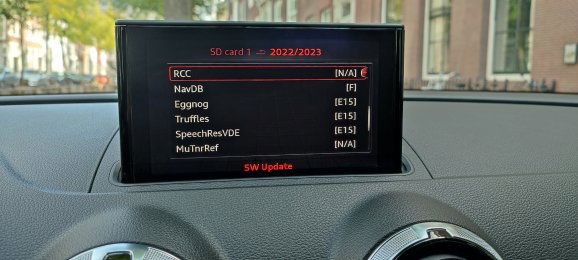 SD card 1 → 2022/2023
RCC [N/A]
NavDB [F]
Eggnog [E15]
Truffles [E15]
SpeechResVDE [E15]
MuTnrRef [N/A]
SW Update